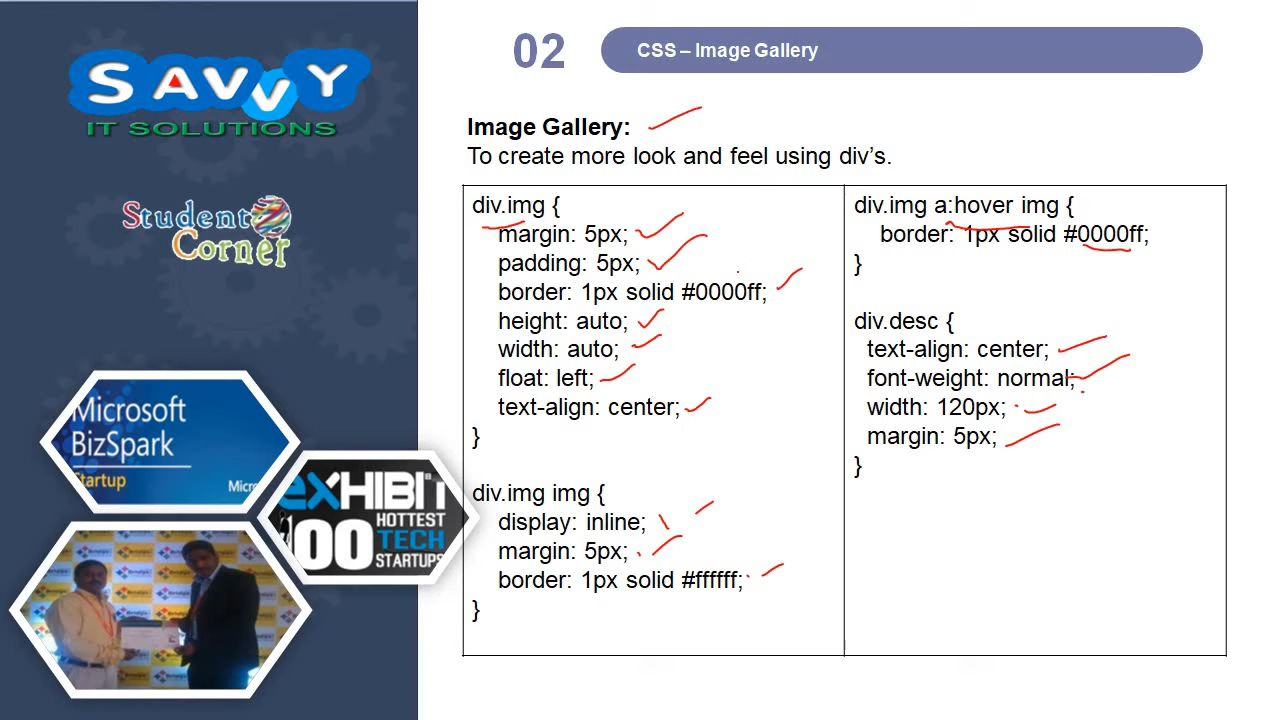 SAVVY
IT SOLUTIONS
Student
Corner
Microsoft
BizSpark
Startup
Micr
eXHIBIT
100 HOTTEST
TECH
STARTUPS
02
CSS – Image Gallery
Image Gallery:
To create more look and feel using div’s.
div.img {
margin: 5px;
padding: 5px;
border: 1px solid #0000ff;
height: auto;
width: auto;
float: left;
text-align: center;
}
div.img img {
display: inline;
margin: 5px;
border: 1px solid #ffffff;
}
div.img a:hover img {
border: 1px solid #0000ff;
}
div.desc {
text-align: center;
font-weight: normal;
width: 120px;
margin: 5px;
}